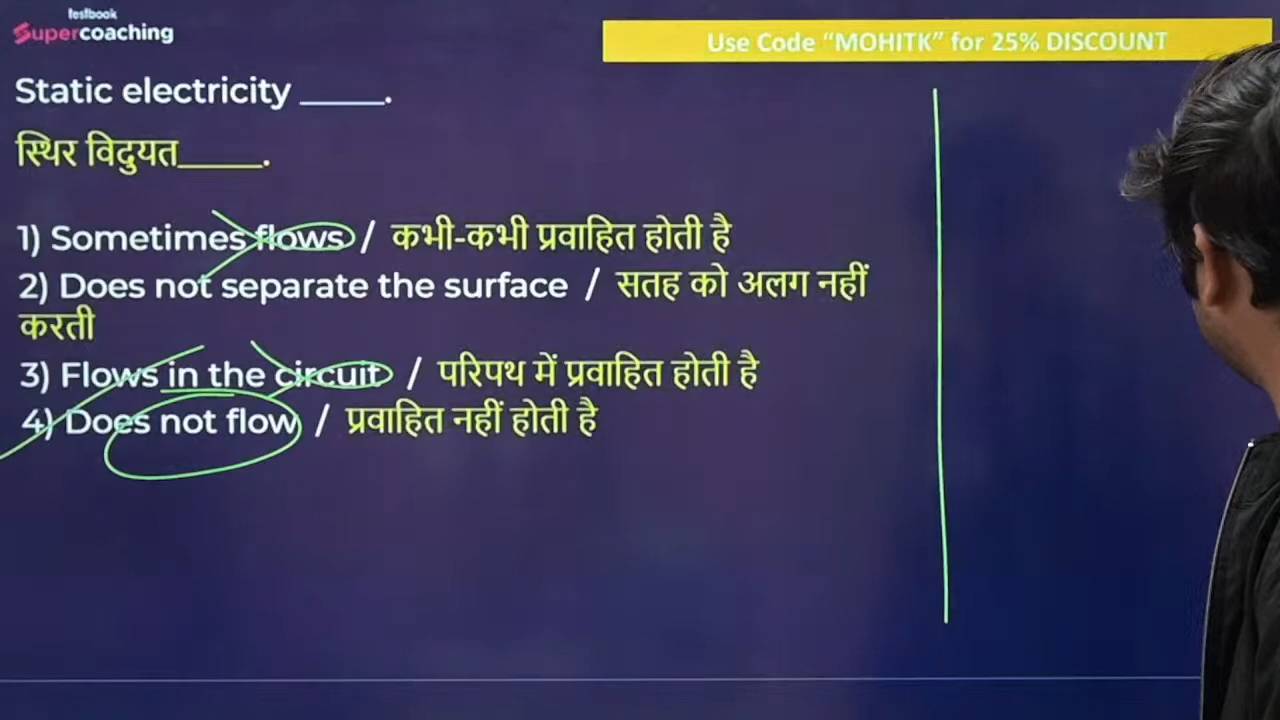 testbook
Supercoaching
Use Code “MOHITK” for 25% DISCOUNT
Static electricity _____.
स्थिर विदुयत_____.
1) Sometimes flows / कभी-कभी प्रवाहित होती है
2) Does not separate the surface / सतह को अलग नहीं
करती
3) Flows in the circuit / परिपथ में प्रवाहित होती है
4) Does not flow / प्रवाहित नहीं होती है